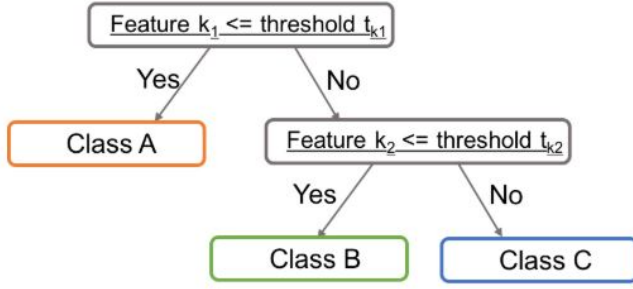 Feature k1 <= threshold tk1
Yes
No
Class A
Feature k2 <= threshold tk2
Yes
No
Class B
Class C